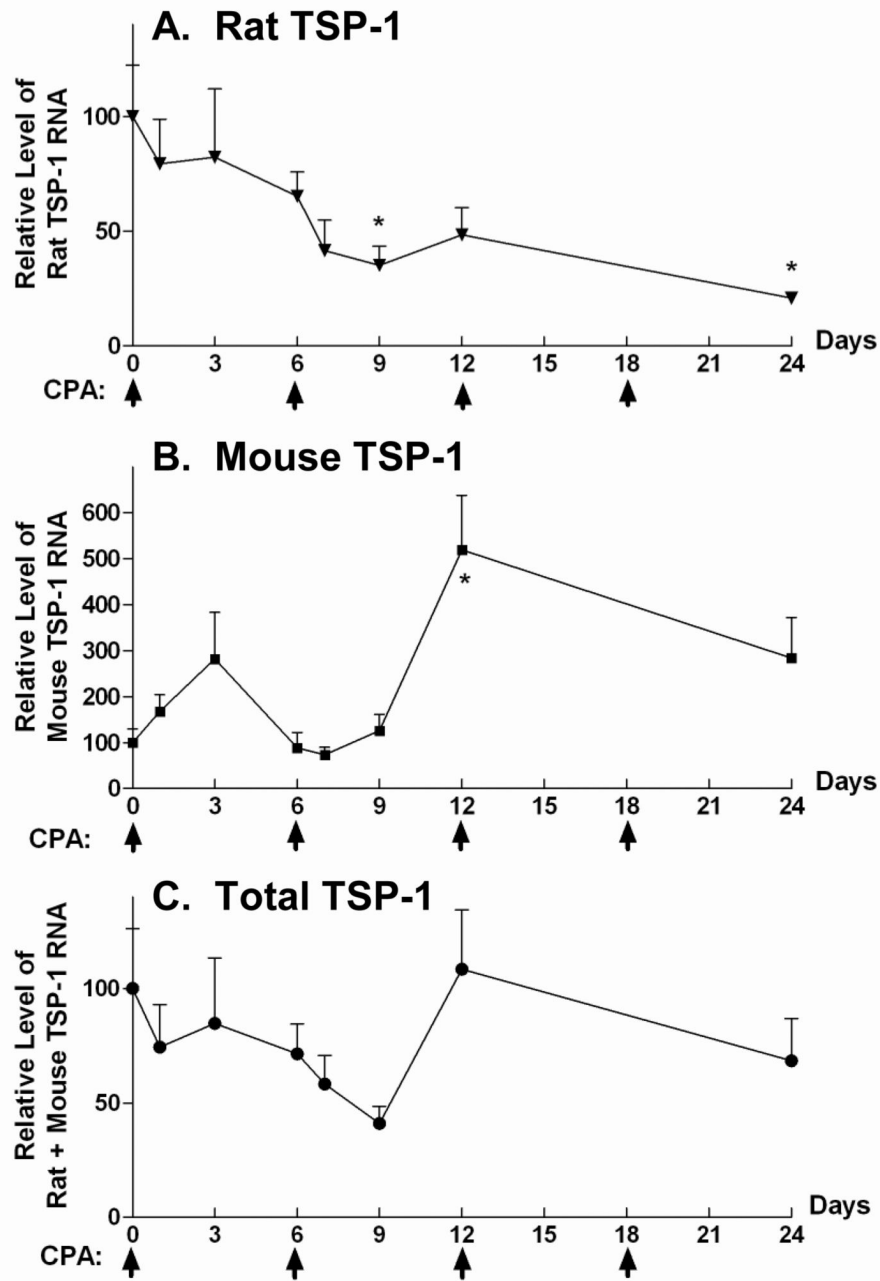 A. Rat TSP-1
Relative Level of
Rat TSP-1 RNA
100
50
0
*
*
0 3 6 9 12 15 18 21 24 Days
CPA:
B. Mouse TSP-1
Relative Level of
Mouse TSP-1 RNA
600
500
400
300
200
100
0
*
0 3 6 9 12 15 18 21 24 Days
CPA:
C. Total TSP-1
Relative Level of
Rat + Mouse TSP-1 RNA
100
50
0
0 3 6 9 12 15 18 21 24 Days
CPA: